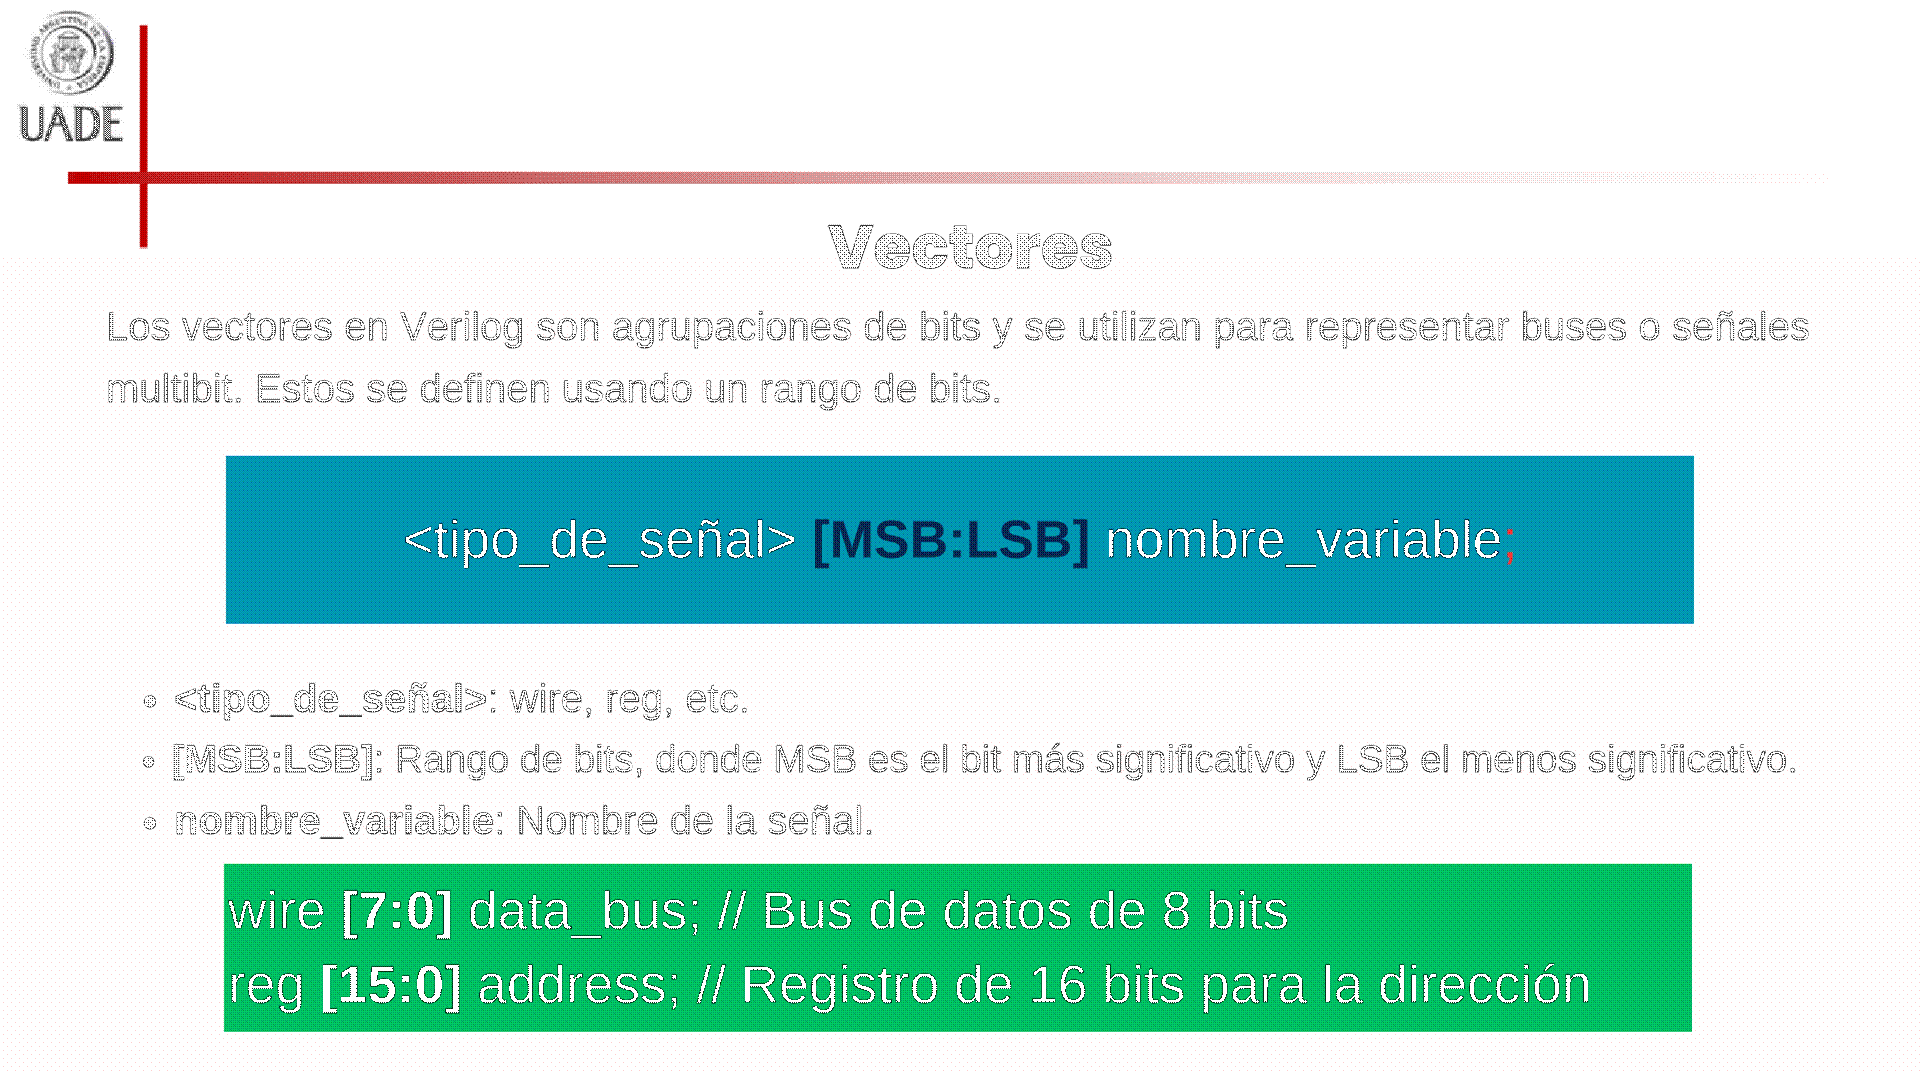 UADE
Vectores
Los vectores en Verilog son agrupaciones de bits y se utilizan para representar buses o señales
multibit. Estos se definen usando un rango de bits.
<tipo_de_señal> [MSB:LSB] nombre_variable;
• <tipo_de_señal>: wire, reg, etc.
• [MSB:LSB]: Rango de bits, donde MSB es el bit más significativo y LSB el menos significativo.
• nombre_variable: Nombre de la señal.
wire [7:0] data_bus; // Bus de datos de 8 bits
reg [15:0] address; // Registro de 16 bits para la dirección